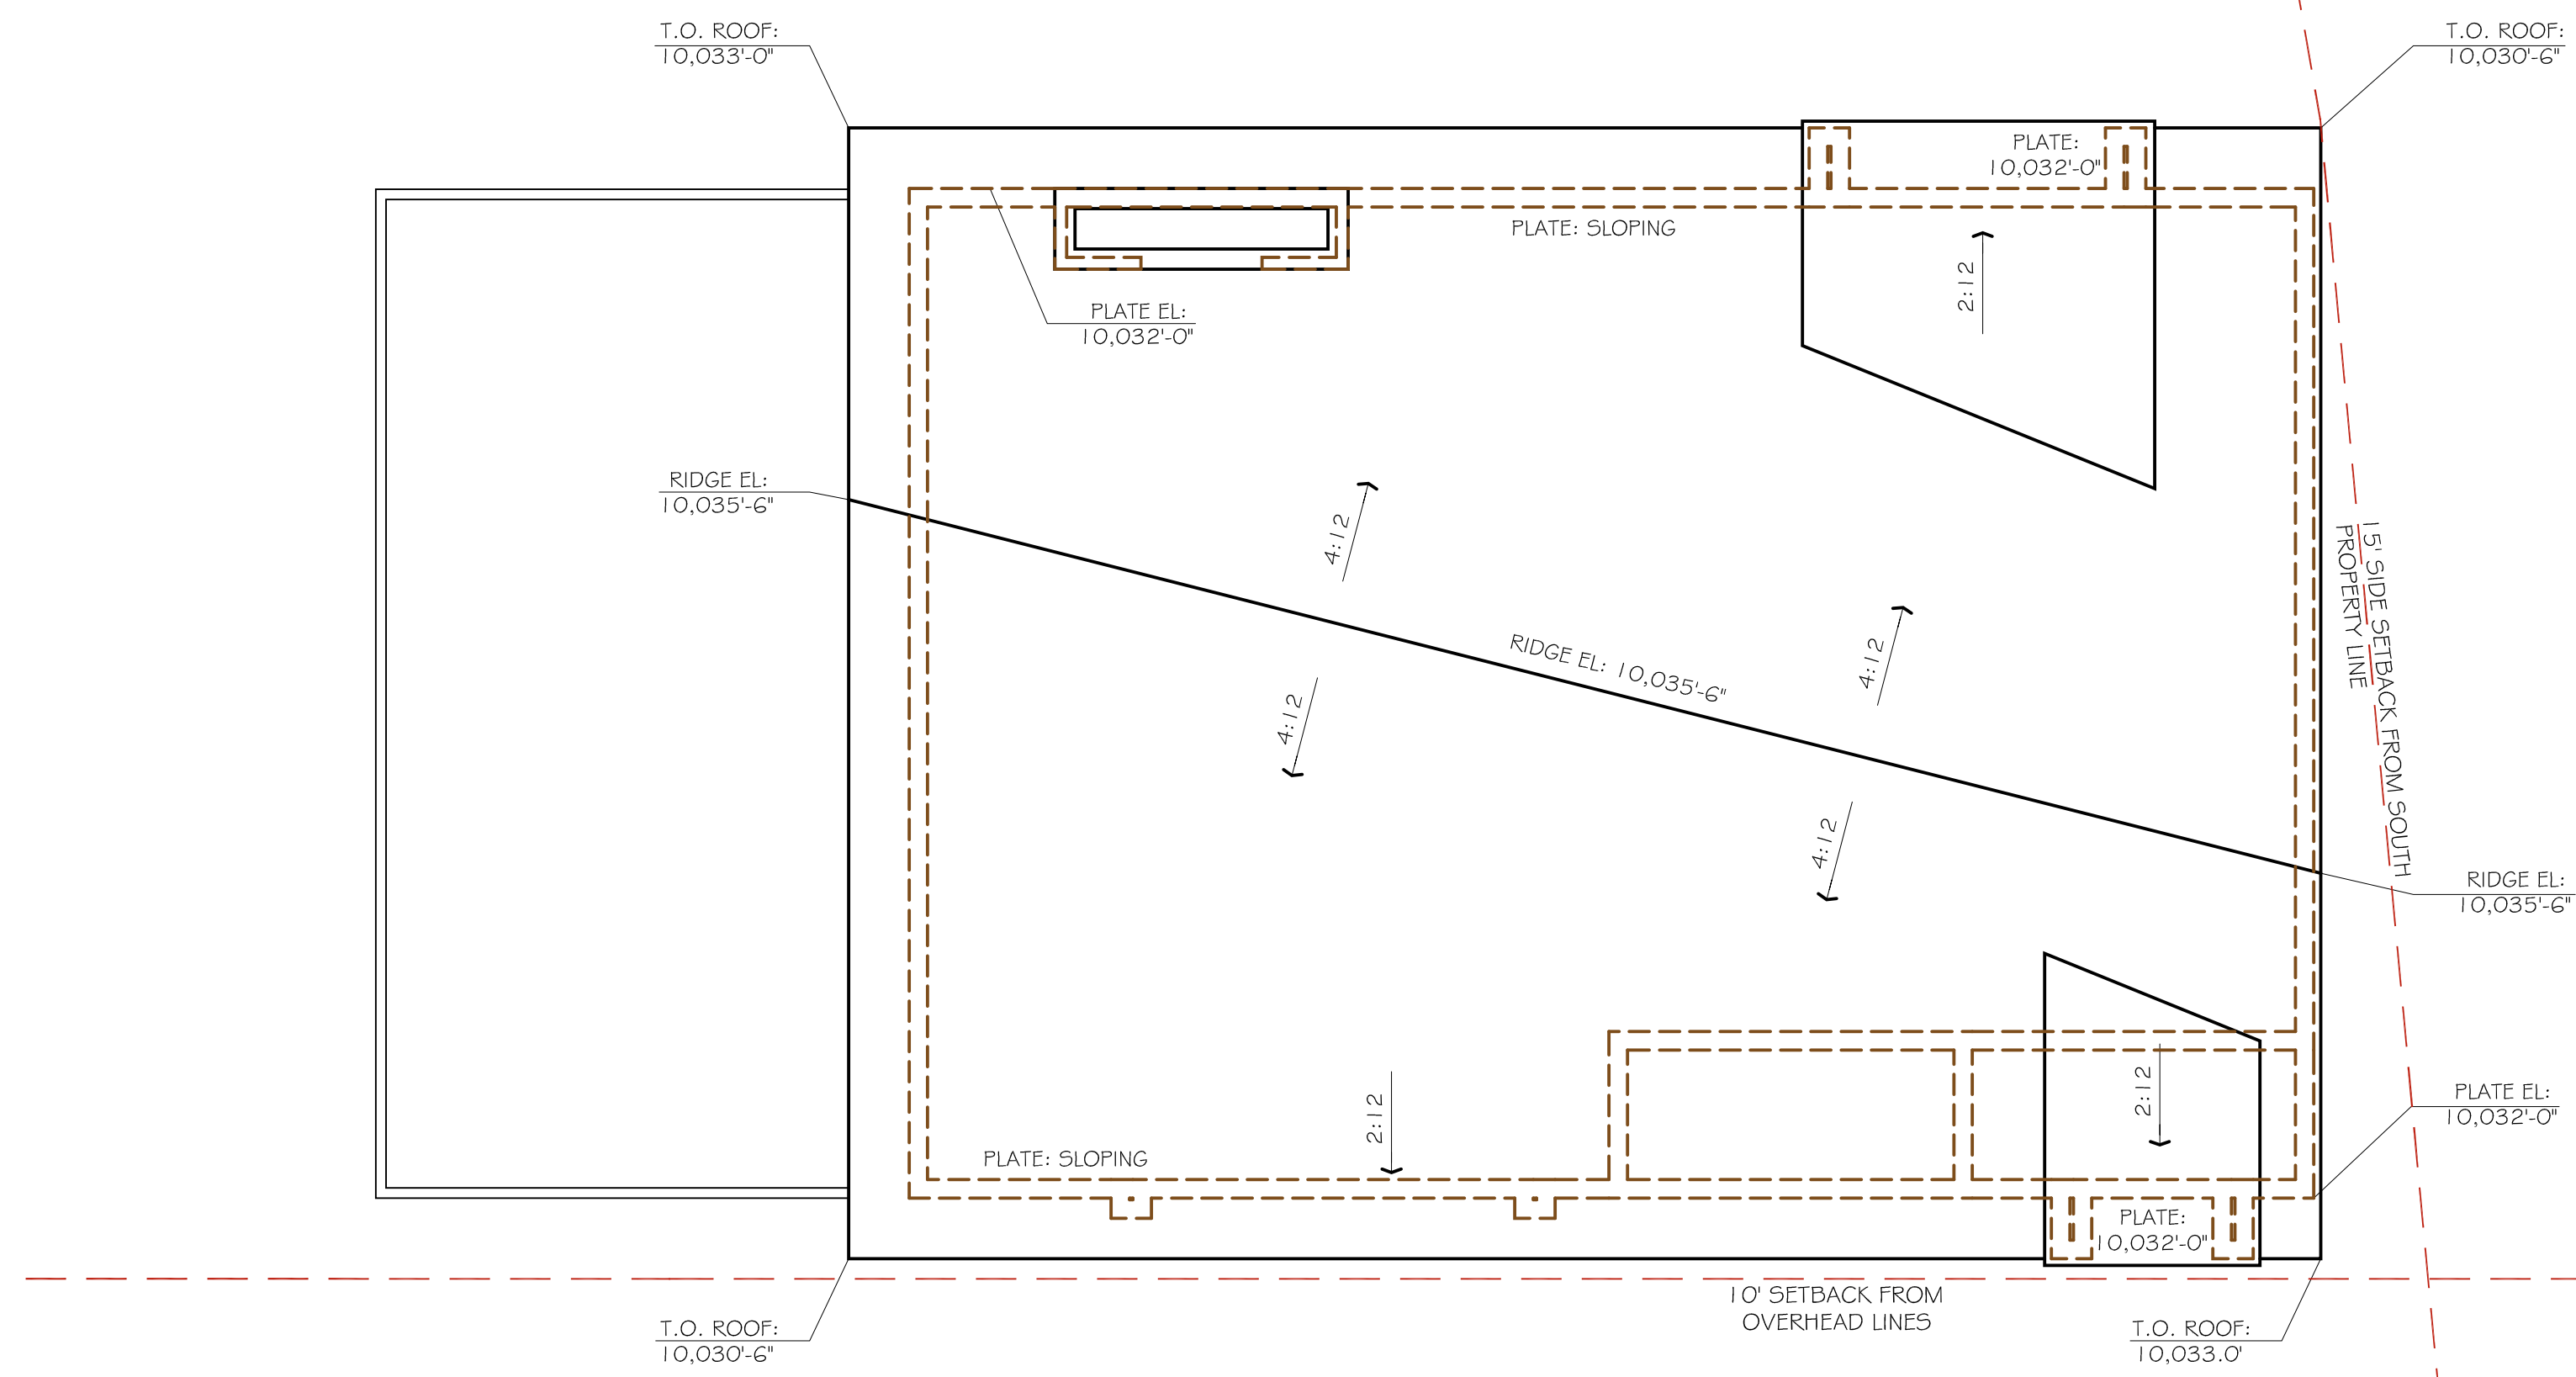 T.O. ROOF:
10,033'-0"
T.O. ROOF:
10,030'-6"
PLATE:
10,032'-0"
PLATE: SLOPING
2:12
PLATE EL:
10,032'-0"
RIDGE EL:
10,035'-6"
4:12
4:12
RIDGE EL: 10,035'-6"
4:12
4:12
15' SIDE SETBACK FROM SOUTH
PROPERTY LINE
RIDGE EL:
10,035'-6"
2:12
2:12
PLATE EL:
10,032'-0"
PLATE: SLOPING
PLATE:
10,032'-0"
10' SETBACK FROM
OVERHEAD LINES
T.O. ROOF:
10,030'-6"
T.O. ROOF:
10,033.0'